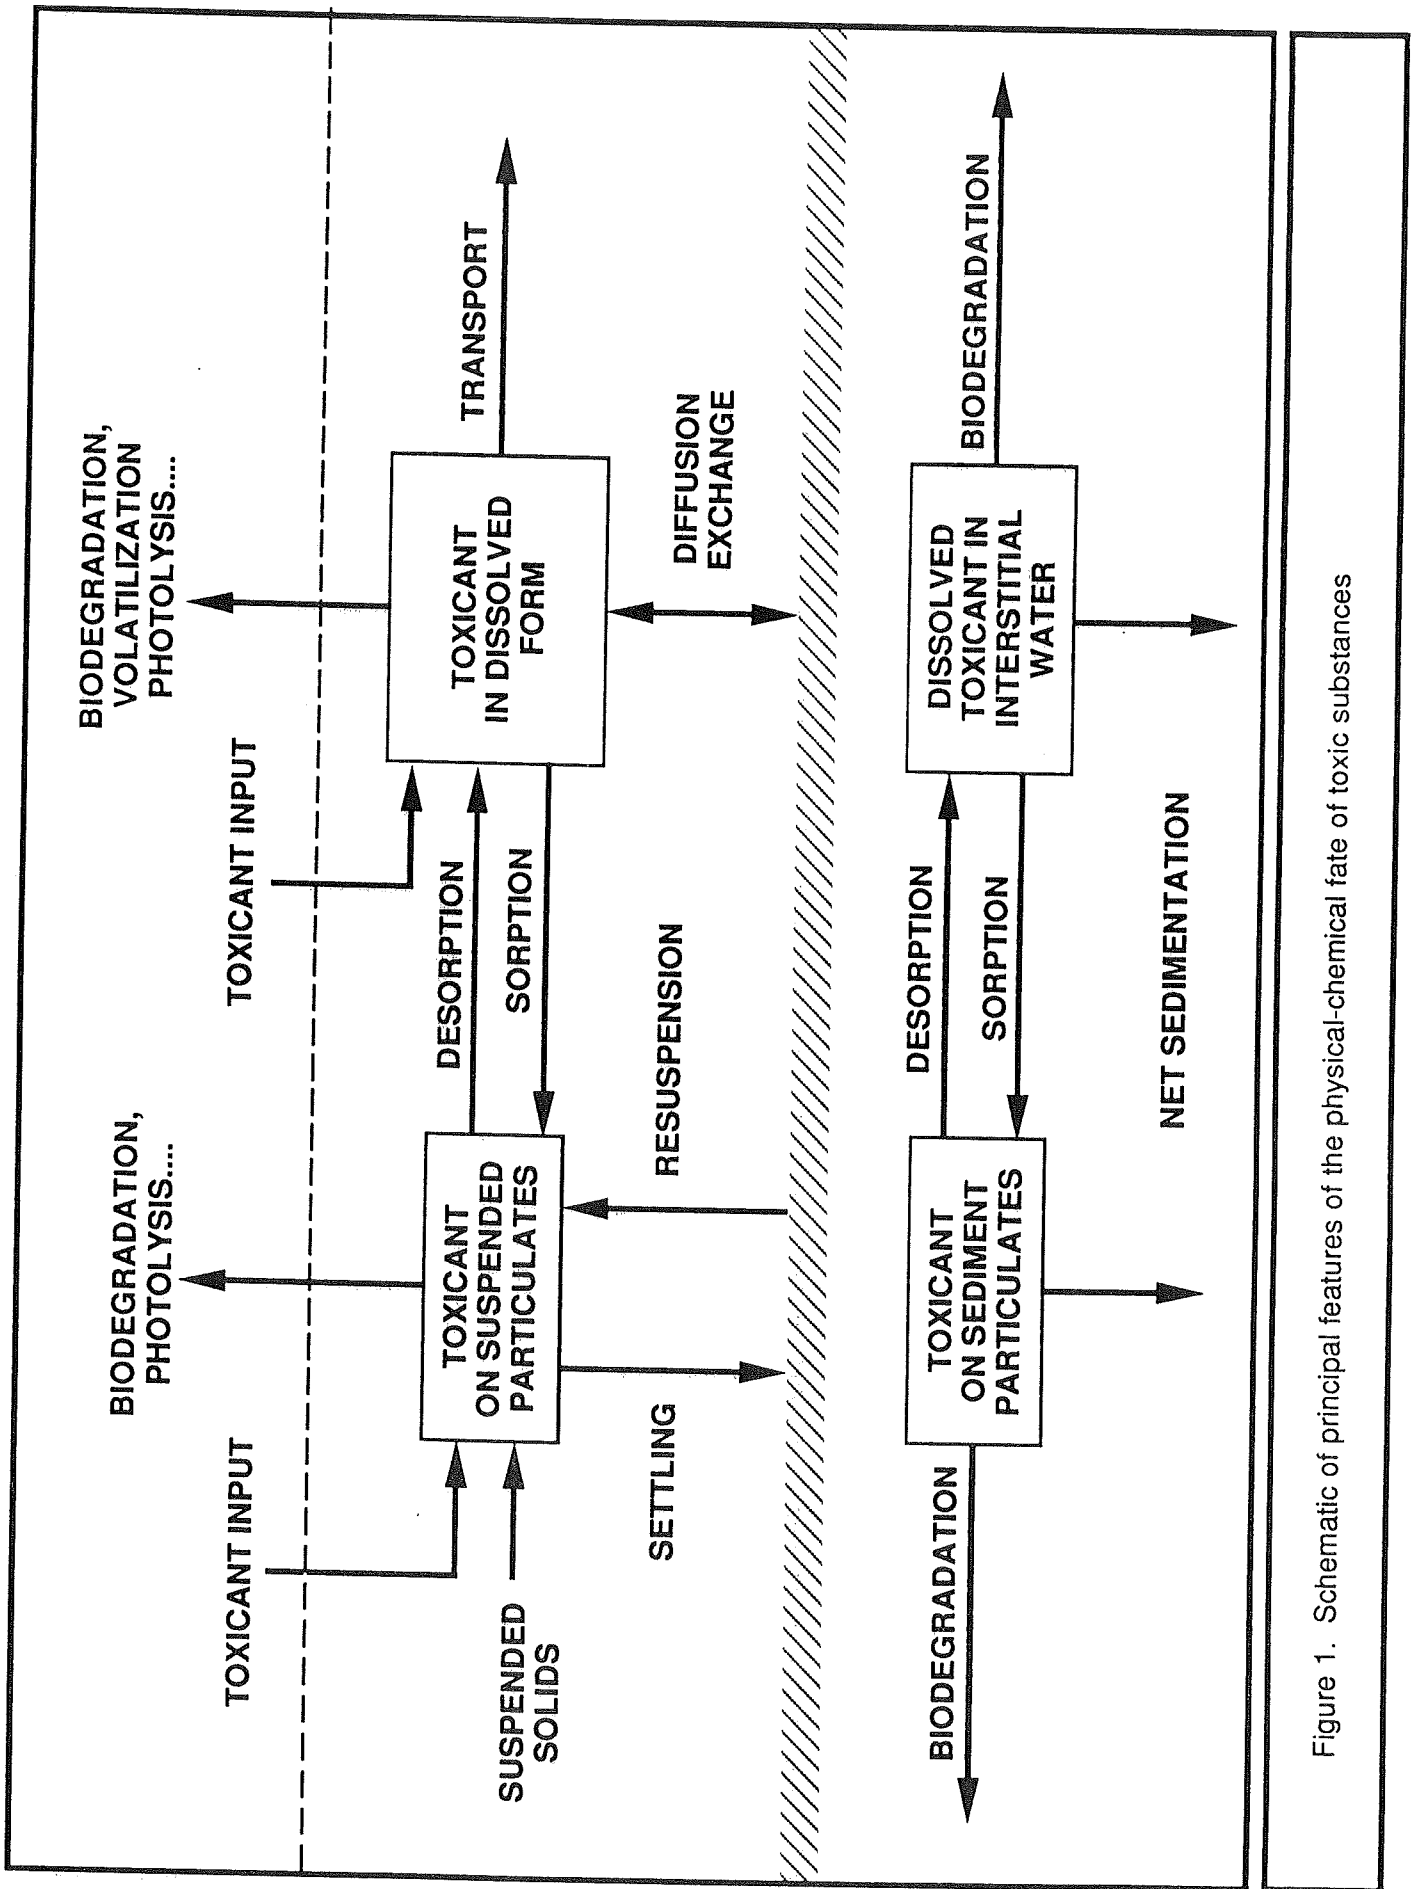 BIODEGRADATION,
PHOTOLYSIS....
BIODEGRADATION,
VOLATILIZATION
PHOTOLYSIS....
TOXICANT INPUT
TOXICANT INPUT
SUSPENDED
SOLIDS
TOXICANT
ON SUSPENDED
PARTICULATES
DESORPTION
SORPTION
TOXICANT
IN DISSOLVED
FORM
TRANSPORT
SETTLING
RESUSPENSION
DIFFUSION
EXCHANGE
BIODEGRADATION
TOXICANT
ON SEDIMENT
PARTICULATES
DESORPTION
SORPTION
DISSOLVED
TOXICANT IN
INTERSTITIAL
WATER
BIODEGRADATION
NET SEDIMENTATION
Figure 1. Schematic of principal features of the physical-chemical fate of toxic substances